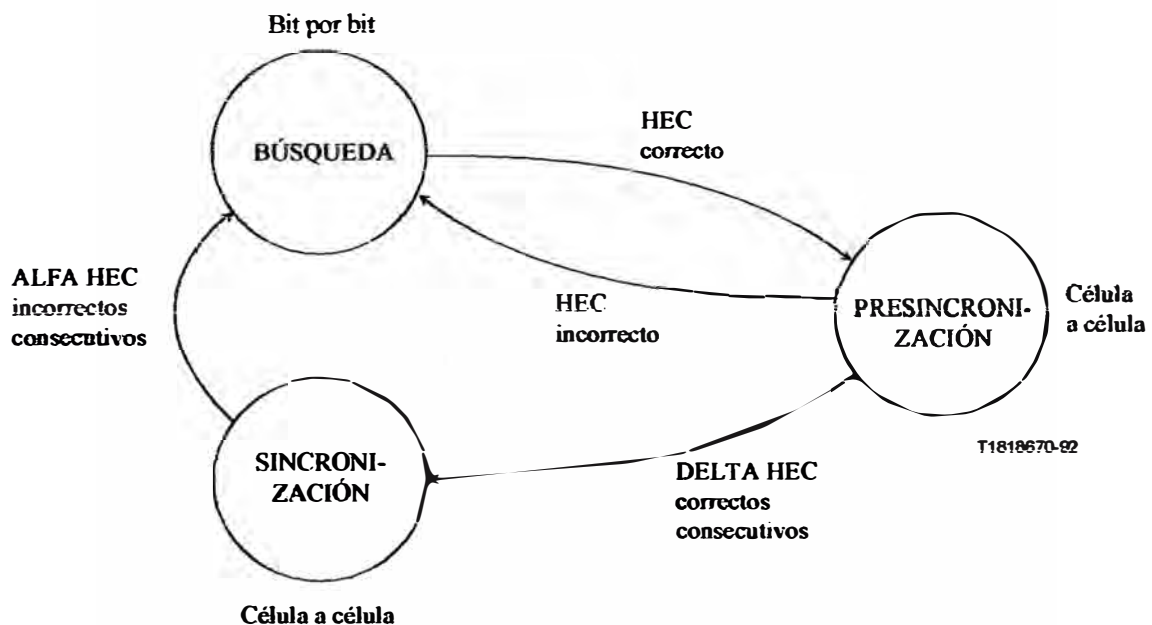 Bit por bit
BÚSQUEDA
HEC
correcto
ALFA HEC
incorrectos
consecutivos
HEC
incorrecto
PRESINCRONI-
ZACIÓN
Célula
a célula
T1818670-92
SINCRONI-
ZACIÓN
DELTA HEC
correctos
consecutivos
Célula a célula